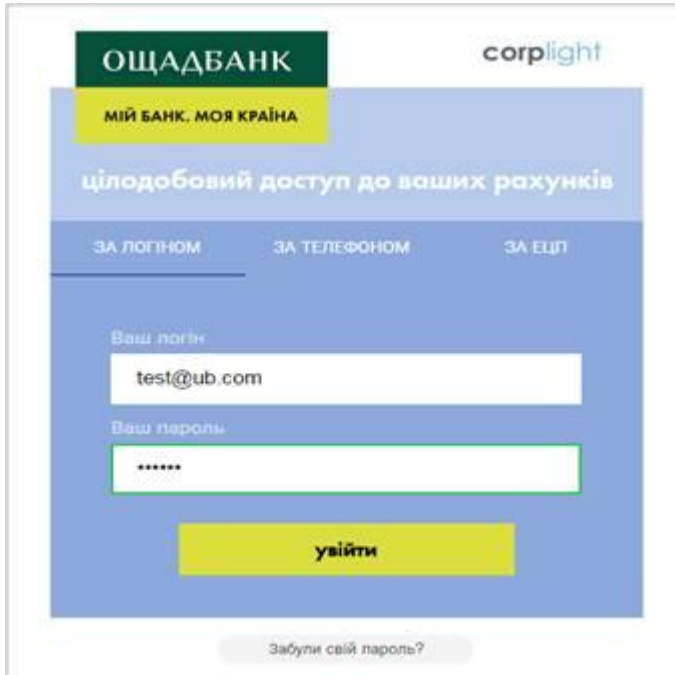 ОЩАДБАНК
corplight
МІЙ БАНК. МОЯ КРАЇНА
цілодобовий доступ до ваших рахунків
ЗА ЛОГІНОМ ЗА ТЕЛЕФОНОМ ЗА ЕЦП
Ваш логін
test@ub.com
Ваш пароль
••••••
увійти
Забули свій пароль?